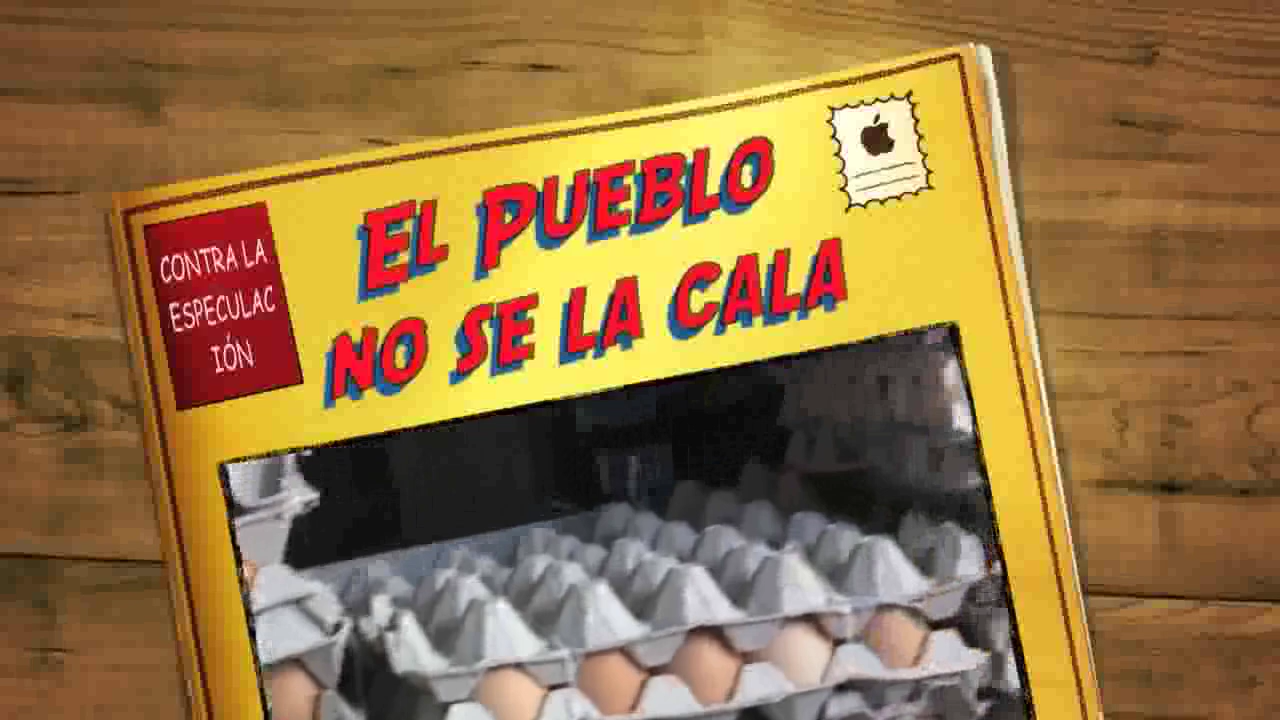 CONTRA LA
ESPECULAC
IÓN
EL PUEBLO
NO SE LA CALA